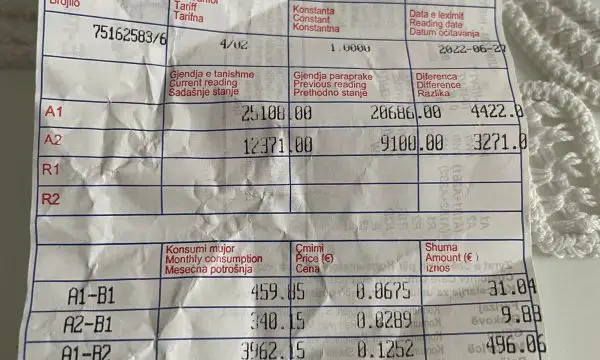 Brojilo Tariff Konstanta Data e leximit
Tarifna Constant Reading date
Konstantna Datum očitavanja
75162583/6 4/02 1.0000 2022-06-27
Gjendja e tanishme Gjendja paraprake Diferenca
Current reading Previous reading Difference
Sadašnje stanje Prethodno stanje Razlika
A1 25108.00 20686.00 4422.0
A2 12371.00 9100.00 3271.0
R1
R2
Konsumi mujor Çmimi Shuma
Monthly consumption Price (€) Amount (€)
Mesečna potrošnja Cena Iznos
A1-B1 459.85 0.0675 31.04
A2-B1 340.15 0.0289 9.83
A1-B2 3962.15 0.1252 496.06